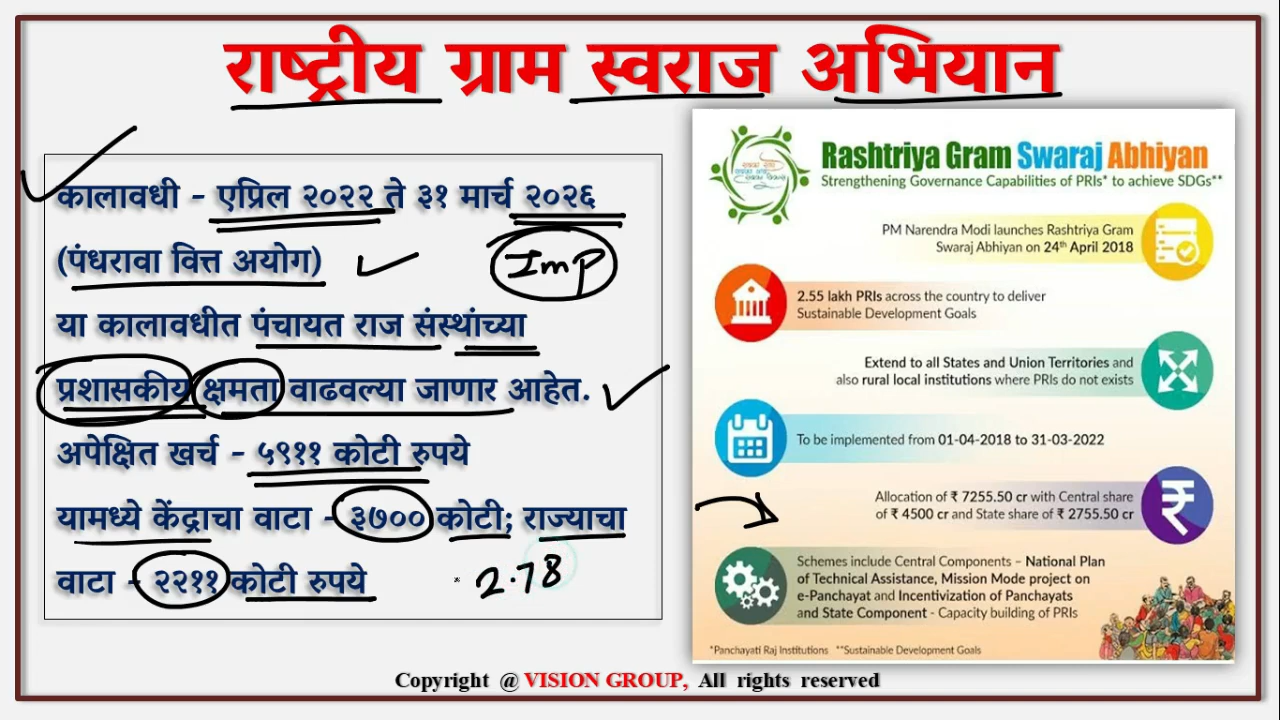 राष्ट्रीय ग्राम स्वराज अभियान
कालावधी - एप्रिल २०२२ ते ३१ मार्च २०२६
(पंधरावा वित्त अयोग)
Imp
या कालावधीत पंचायत राज संस्थांच्या
प्रशासकीय क्षमता वाढवल्या जाणार आहेत.
अपेक्षित खर्च - ५९११ कोटी रुपये
यामध्ये केंद्राचा वाटा - ३७०० कोटी; राज्याचा
वाटा - २२११ कोटी रुपये
2.78
Rashtriya Gram Swaraj Abhiyan
Strengthening Governance Capabilities of PRIs* to achieve SDGs**
PM Narendra Modi launches Rashtriya Gram
Swaraj Abhiyan on 24th April 2018
2.55 lakh PRIs across the country to deliver
Sustainable Development Goals
Extend to all States and Union Territories and
also rural local institutions where PRIs do not exists
To be implemented from 01-04-2018 to 31-03-2022
Allocation of ₹ 7255.50 cr with Central share
of ₹ 4500 cr and State share of ₹ 2755.50 cr
Schemes include Central Components – National Plan
of Technical Assistance, Mission Mode project on
e-Panchayat and Incentivization of Panchayats
and State Component - Capacity building of PRIs
*Panchayati Raj Institutions **Sustainable Development Goals
Copyright @ VISION GROUP, All rights reserved